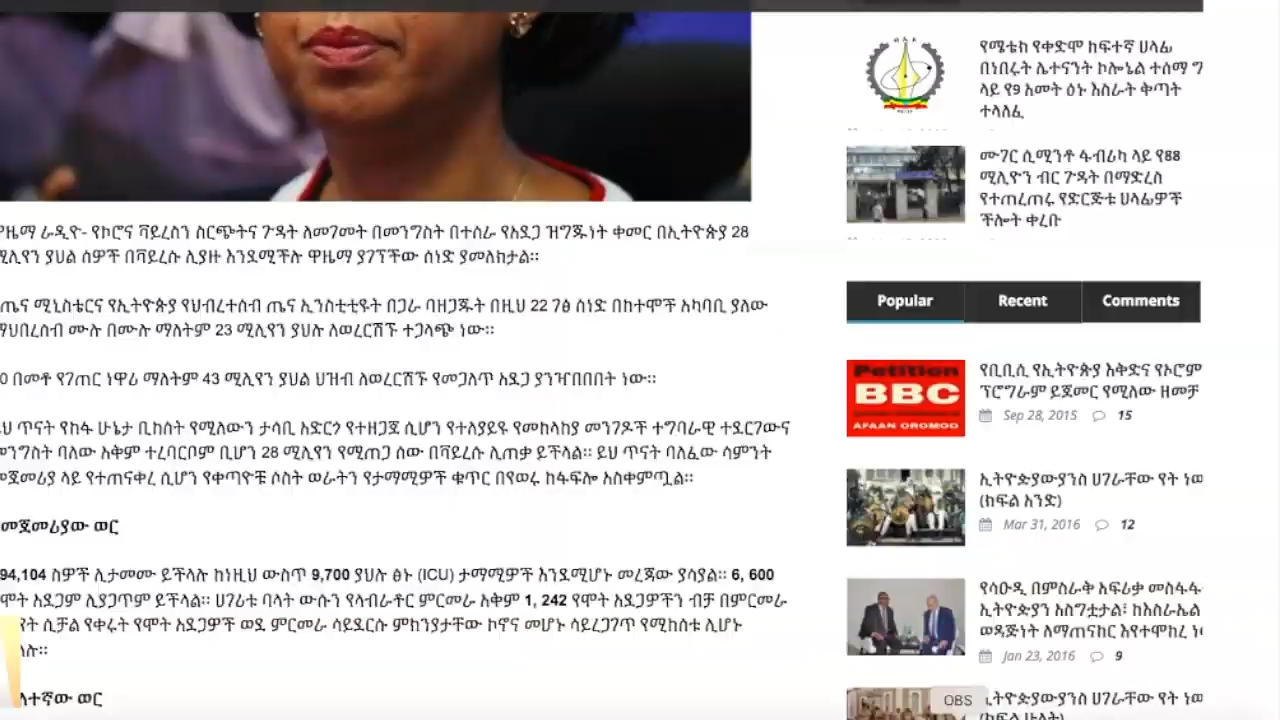 ዋዜማ ራዲዮ- የኮሮና ቫይረስን ስርጭትና ጉዳት ለመገመት በመንግስት በተሰራ የአደጋ ዝግጁነት ቀመር በኢትዮጵያ 28
ሚሊየን ያህል ሰዎች በቫይረሱ ሊያዙ እንደሚችሉ ዋዜማ ያገኘችው ሰነድ ያመለክታል።
ጤና ሚኒስቴርና የኢትዮጵያ የህብረተሰብ ጤና ኢንስቲቲዩት በጋራ ባዘጋጁት በዚህ 22 ገፅ ሰነድ በከተሞች አካባቢ ያለው
ማህበረሰብ ሙሉ በሙሉ ማለትም 23 ሚሊየን ያህሉ ለወረርሽኙ ተጋላጭ ነው።
0 በመቶ የገጠር ነዋሪ ማለትም 43 ሚሊየን ያህል ህዝብ ለወረርሽኙ የመጋለጥ አደጋ ያንዣበበበት ነው።
ይህ ጥናት የከፋ ሁኔታ ቢከሰት የሚለውን ታሳቢ አድርጎ የተዘጋጀ ሲሆን የተለያይዩ የመከላከያ መንገዶች ተግባራዊ ተደርገውና
መንግስት ባለው አቅም ተረባርቦም ቢሆን 28 ሚሊየን የሚጠጋ ሰው በቫይረሱ ሊጠቃ ይችላል። ይህ ጥናት ባለፈው ሳምንት
መጀመሪያ ላይ የተጠናቀረ ሲሆን የቀጣዮቹ ሶስት ወራትን የታማሚዎች ቁጥር በየወሩ ከፋፍሎ አስቀምጧል።
መጀመሪያው ወር
94,104 ስዎች ሊታመሙ ይችላሉ ከነዚህ ውስጥ 9,700 ያህሉ ፅኑ (ICU) ታማሚዎች እንደሚሆኑ መረጃው ያሳያል። 6, 600
ሞት አደጋም ሊያጋጥም ይችላል። ሀገሪቱ ባላት ውሱን የላብራቶር ምርመራ አቅም 1, 242 የሞት አደጋዎችን ብቻ በምርመራ
የት ሲቻል የቀሩት የሞት አደጋዎች ወደ ምርመራ ሳይደርሱ ምክንያታቸው ኮኖና መሆኑ ሳይረጋገጥ የሚከሰቱ ሊሆኑ
ሉ።
ተኛው ወር
የሜቴክ የቀድሞ ከፍተኛ ሀላፊ
በነበሩት ሌተናንት ኮሎኔል ተሰማ ግ
ላይ የ9 አመት ፅኑ እስራት ቅጣት
ተላለፈ
ሙገር ሲሚንቶ ፋብሪካ ላይ የ88
ሚሊዮን ብር ጉዳት በማድረስ
የተጠረጠሩ የድርጅቱ ሀላፊዎች
ችሎት ቀረቡ
Popular Recent Comments
Petition
BBC
AFAAN OROMOO
የቢቢሲ የኢትዮጵያ እቅድና የኦሮም
ፕሮግራም ይጀመር የሚለው ዘመቻ
Sep 28, 2015 15
ኢትዮጵያውያንስ ሀገራቸው የት ነው
(ክፍል አንድ)
Mar 31, 2016 12
የሳዑዲ በምስራቅ አፍሪቃ መስፋፋ
ኢትዮጵያን አስግቷታል፤ ከእስራኤል
ወዳጅነት ለማጠናከር እየተሞከረ ነ
Jan 23, 2016 9
ኢትዮጵያውያንስ ሀገራቸው የት ነው
(ክፍል ሁለት)
OBS